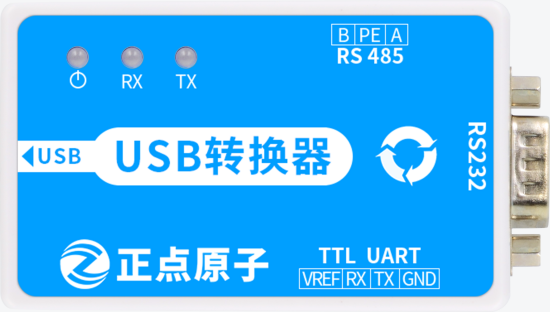 B PE A
RS 485
RX TX
USB
USB转换器
RS232
正点原子
TTL UART
VREF RX TX GND